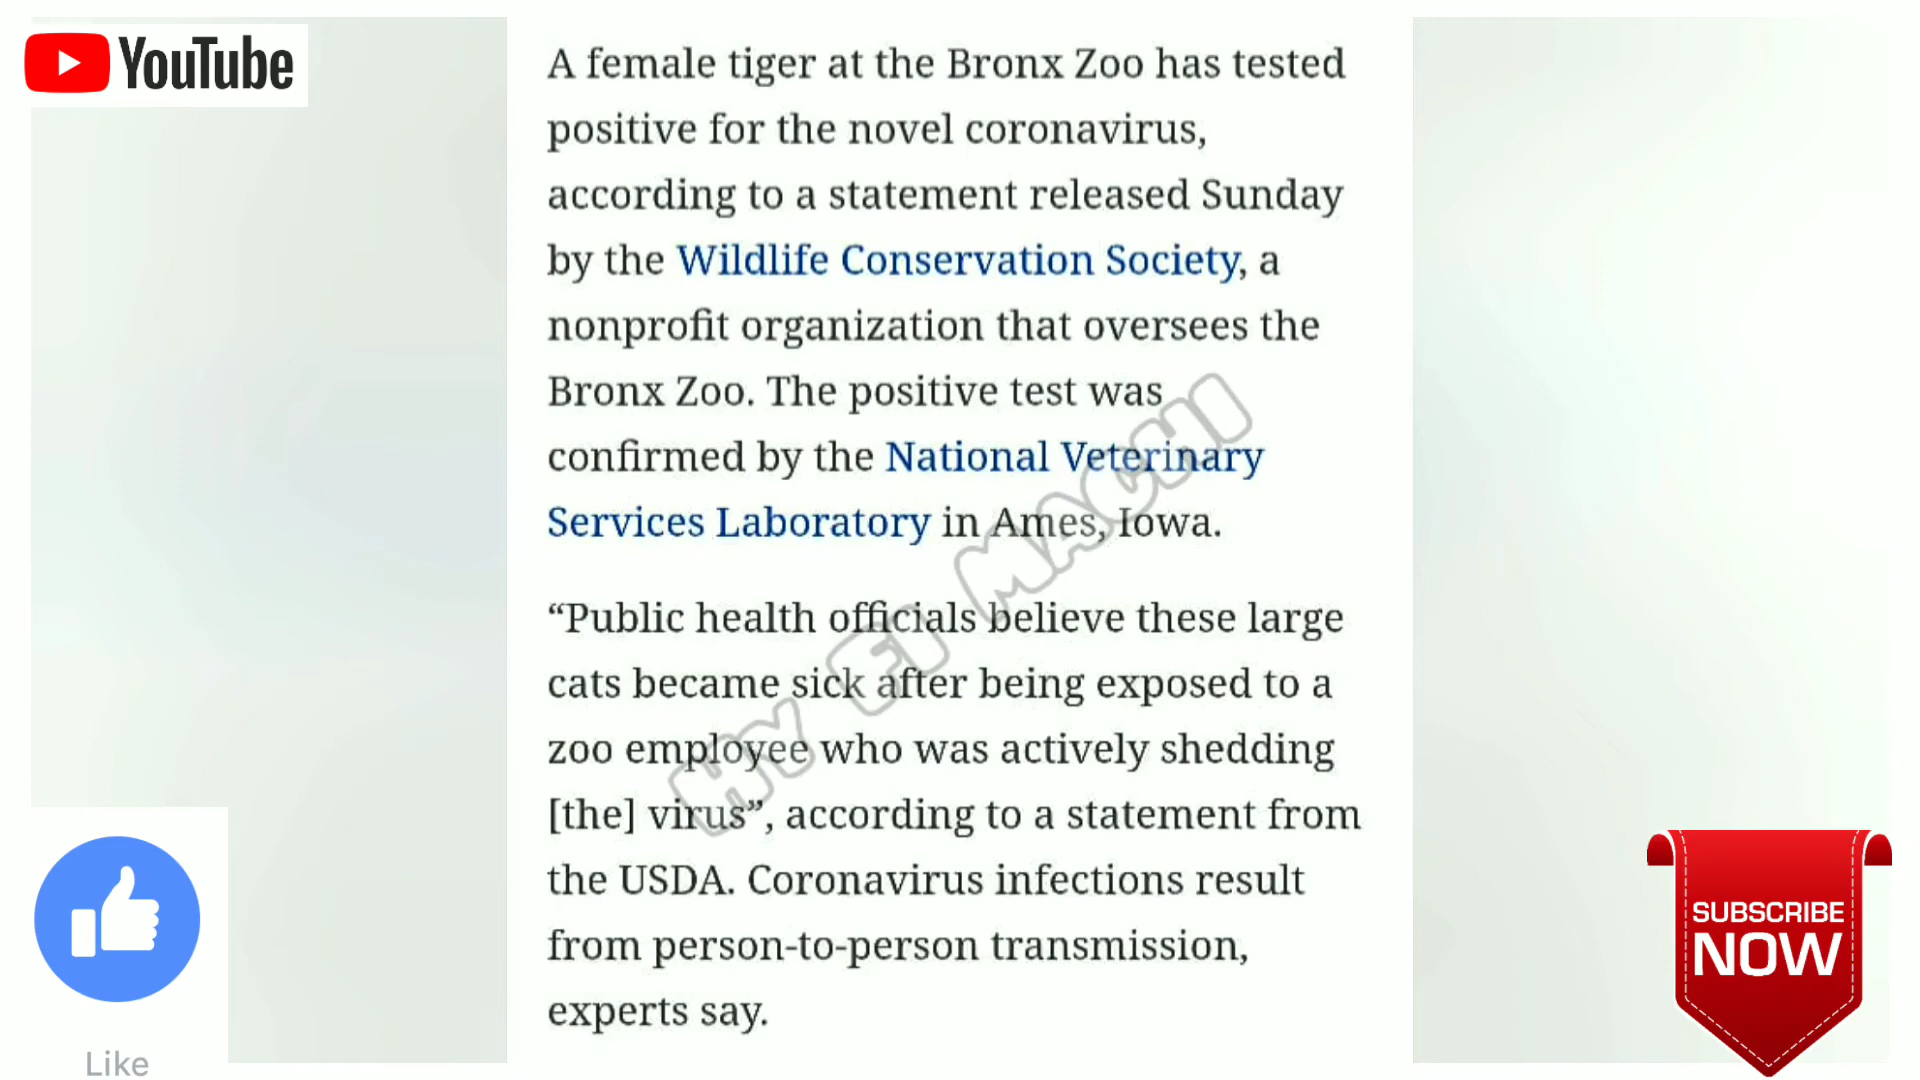 YouTube
A female tiger at the Bronx Zoo has tested
positive for the novel coronavirus,
according to a statement released Sunday
by the Wildlife Conservation Society, a
nonprofit organization that oversees the
Bronx Zoo. The positive test was
confirmed by the National Veterinary
Services Laboratory in Ames, Iowa.
“Public health officials believe these large
cats became sick after being exposed to a
zoo employee who was actively shedding
[the] virus”, according to a statement from
the USDA. Coronavirus infections result
from person-to-person transmission,
experts say.
HY FI MACHI
Like
SUBSCRIBE
NOW